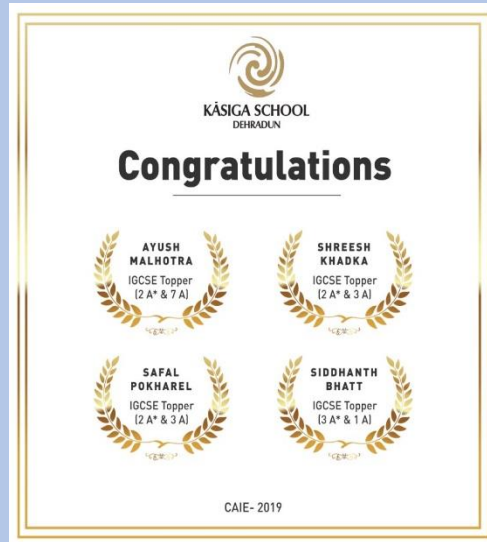 KÁSIGA SCHOOL
DEHRADUN
Congratulations
AYUSH
MALHOTRA
IGCSE Topper
(2 A* & 7 A)
SHREESH
KHADKA
IGCSE Topper
(2 A* & 3 A)
SAFAL
POKHAREL
IGCSE Topper
(2 A* & 3 A)
SIDDHANTH
BHATT
IGCSE Topper
(3 A* & 1 A)
CAIE- 2019